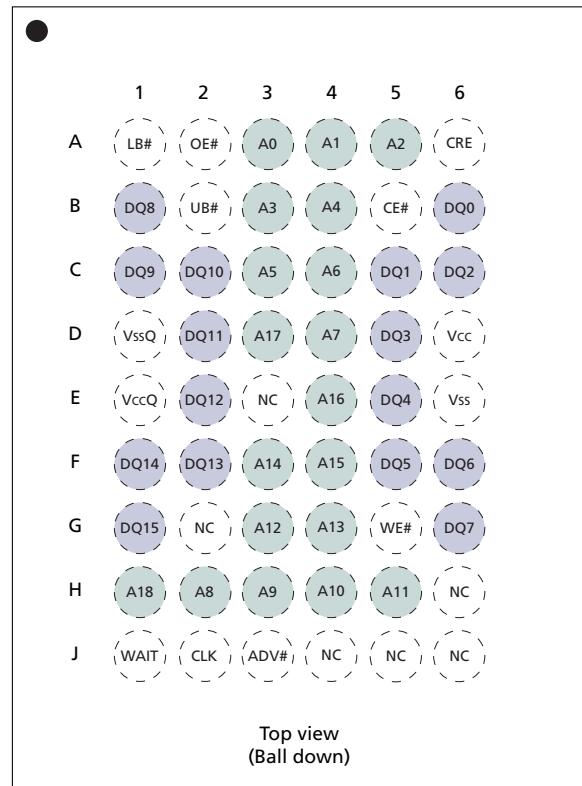 1 2 3 4 5 6
A LB# OE# A0 A1 A2 CRE
B DQ8 UB# A3 A4 CE# DQ0
C DQ9 DQ10 A5 A6 DQ1 DQ2
D VssQ DQ11 A17 A7 DQ3 Vcc
E VccQ DQ12 NC A16 DQ4 Vss
F DQ14 DQ13 A14 A15 DQ5 DQ6
G DQ15 NC A12 A13 WE# DQ7
H A18 A8 A9 A10 A11 NC
J WAIT CLK ADV# NC NC NC
Top view
(Ball down)